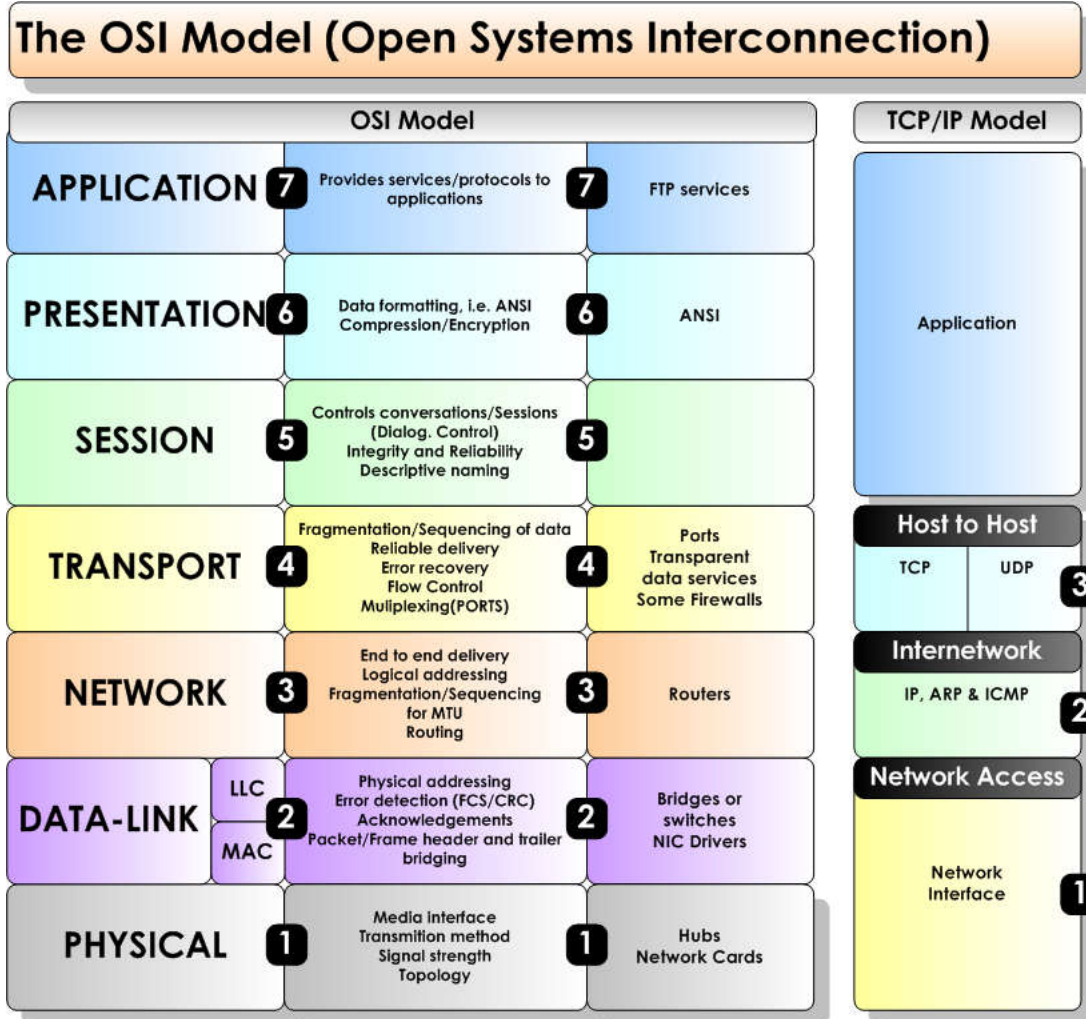 The OSI Model (Open Systems Interconnection)
OSI Model
APPLICATION
7
Provides services/protocols to
applications
7
FTP services
PRESENTATION
6
Data formatting, i.e. ANSI
Compression/Encryption
6
ANSI
SESSION
5
Controls conversations/Sessions
(Dialog. Control)
Integrity and Reliability
Descriptive naming
5
TRANSPORT
4
Fragmentation/Sequencing of data
Reliable delivery
Error recovery
Flow Control
Muliplexing(PORTS)
4
Ports
Transparent
data services
Some Firewalls
NETWORK
3
End to end delivery
Logical addressing
Fragmentation/Sequencing
for MTU
Routing
3
Routers
DATA-LINK
LLC
MAC
2
Physical addressing
Error detection (FCS/CRC)
Acknowledgements
Packet/Frame header and trailer
bridging
2
Bridges or
switches
NIC Drivers
PHYSICAL
1
Media interface
Transmition method
Signal strength
Topology
1
Hubs
Network Cards
TCP/IP Model
Application
Host to Host
TCP
UDP
3
Internetwork
IP, ARP & ICMP
2
Network Access
Network
Interface
1